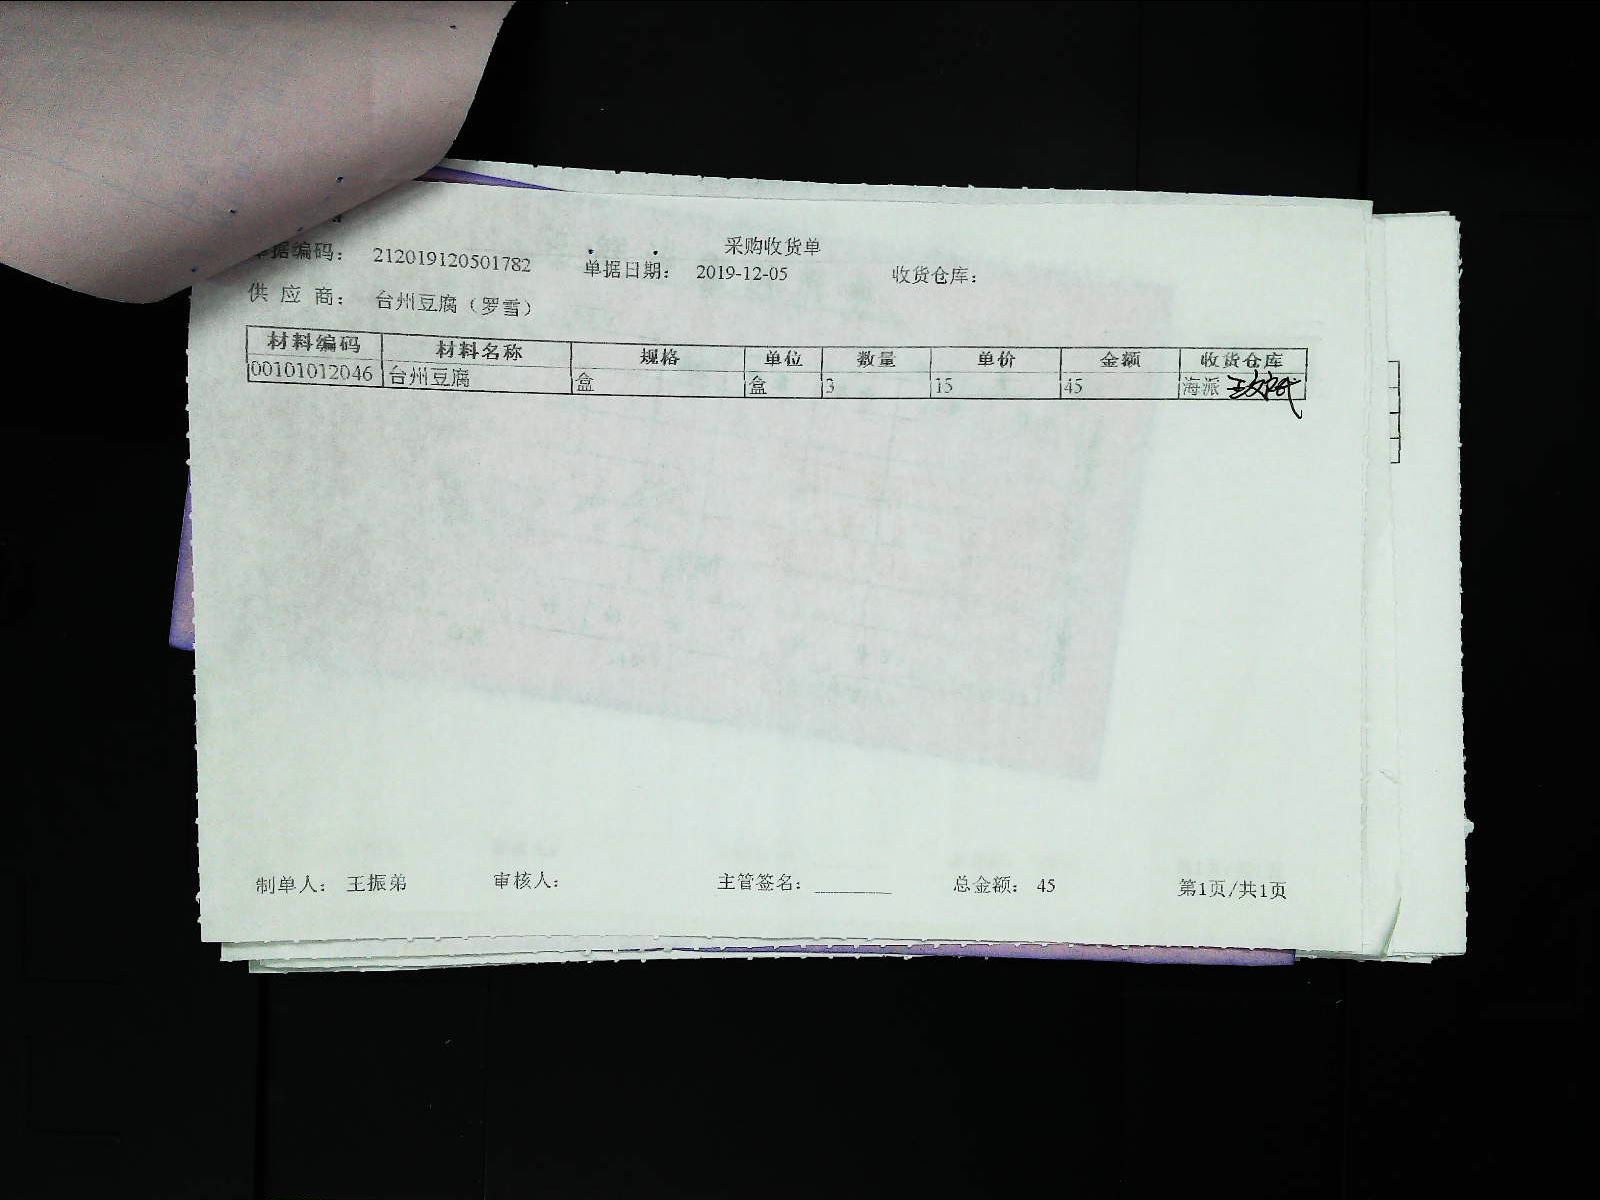 采购收货单
单据编码： 212019120501782 单据日期： 2019-12-05 收货仓库：
供 应 商： 台州豆腐（罗雪）
材料编码 材料名称 规格 单位 数量 单价 金额 收货仓库
00101012046 台州豆腐 盒 盒 3 15 45 海派
制单人： 王振弟 审核人： 主管签名： ________ 总金额： 45 第1页/共1页